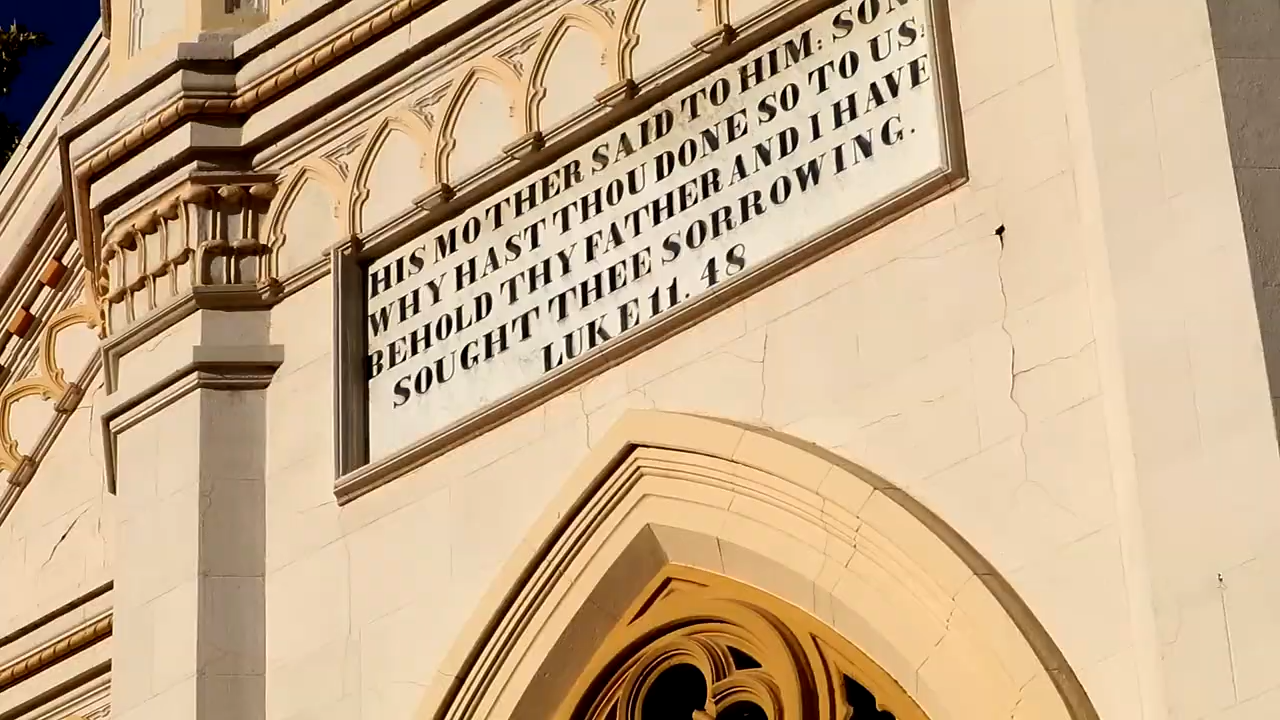 HIS MOTHER SAID TO HIM: SON
WHY HAST THOU DONE SO TO US:
BEHOLD THY FATHER AND I HAVE
SOUGHT THEE SORROWING.
LUKE 11. 48